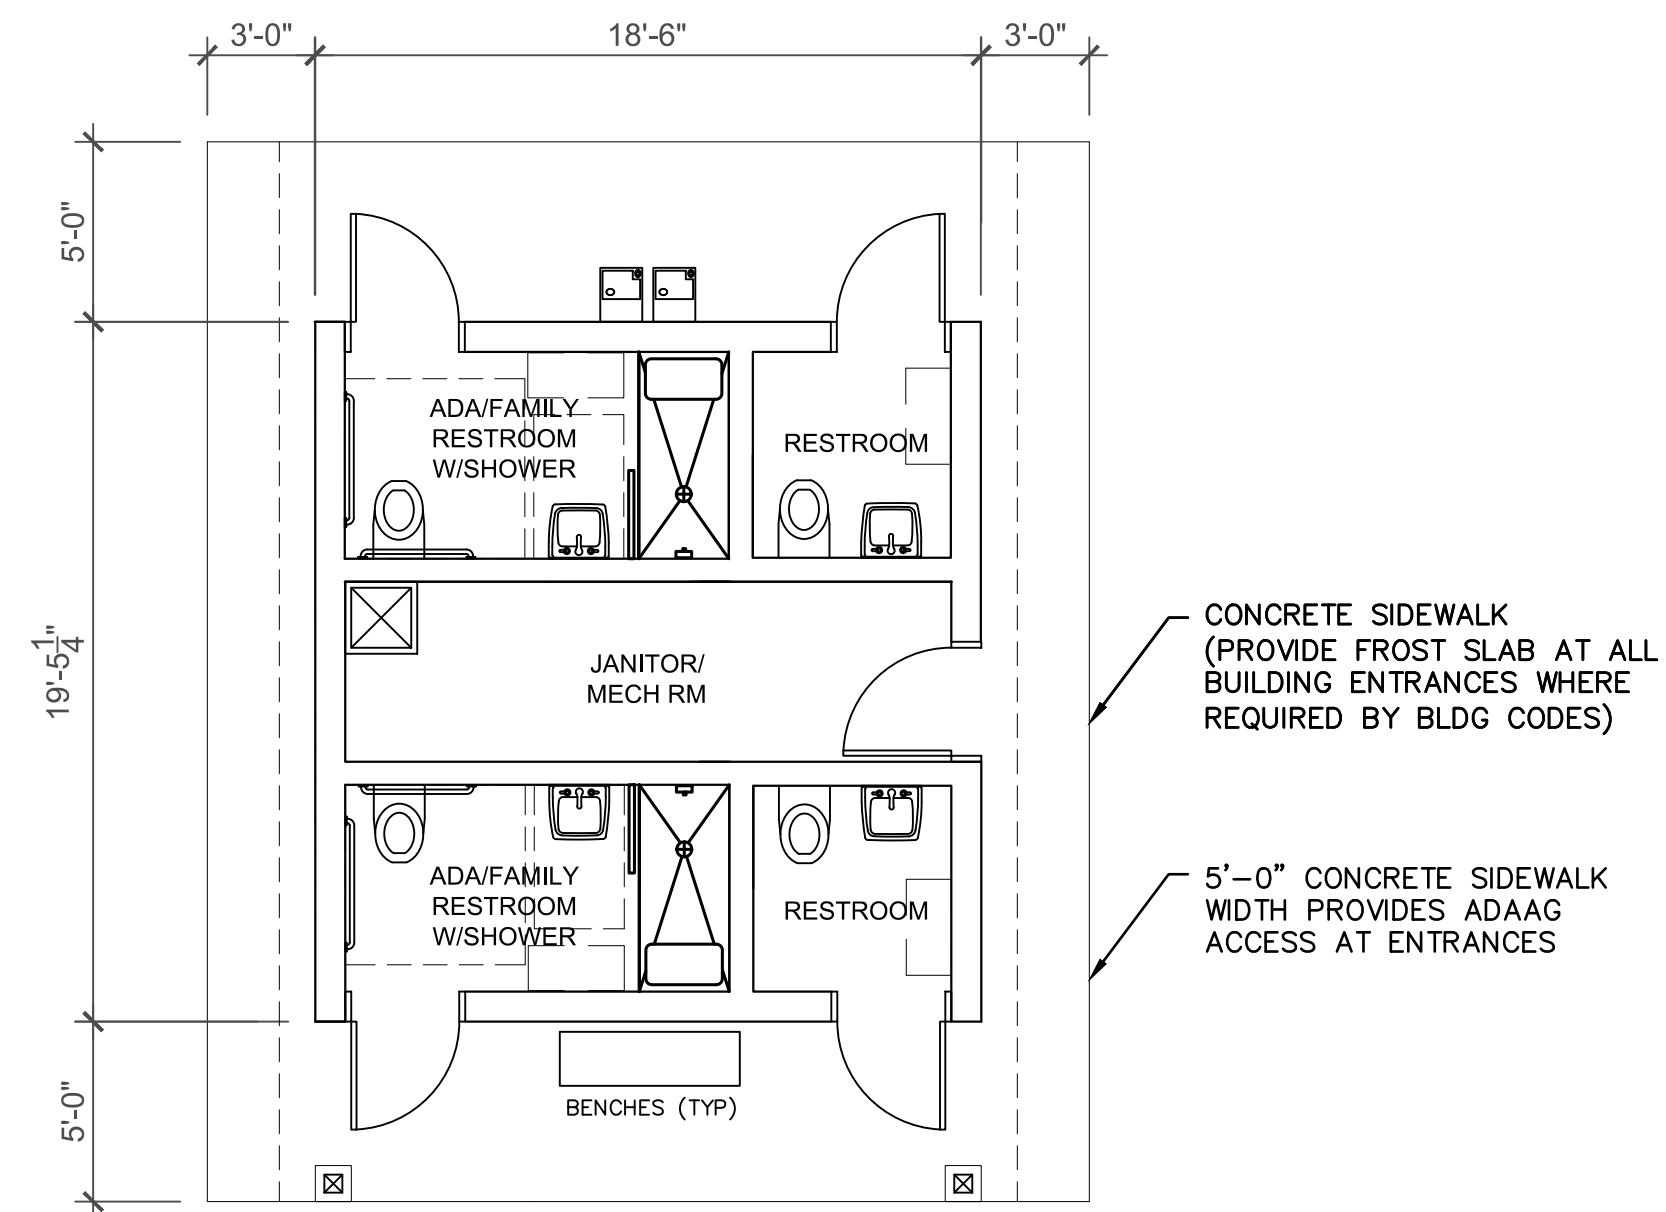 3'-0"
18'-6"
3'-0"
5'-0"
19'-5 1/4"
5'-0"
ADA/FAMILY
RESTROOM
W/SHOWER
RESTROOM
JANITOR/
MECH RM
ADA/FAMILY
RESTROOM
W/SHOWER
RESTROOM
BENCHES (TYP)
CONCRETE SIDEWALK
(PROVIDE FROST SLAB AT ALL
BUILDING ENTRANCES WHERE
REQUIRED BY BLDG CODES)
5'-0" CONCRETE SIDEWALK
WIDTH PROVIDES ADAAG
ACCESS AT ENTRANCES